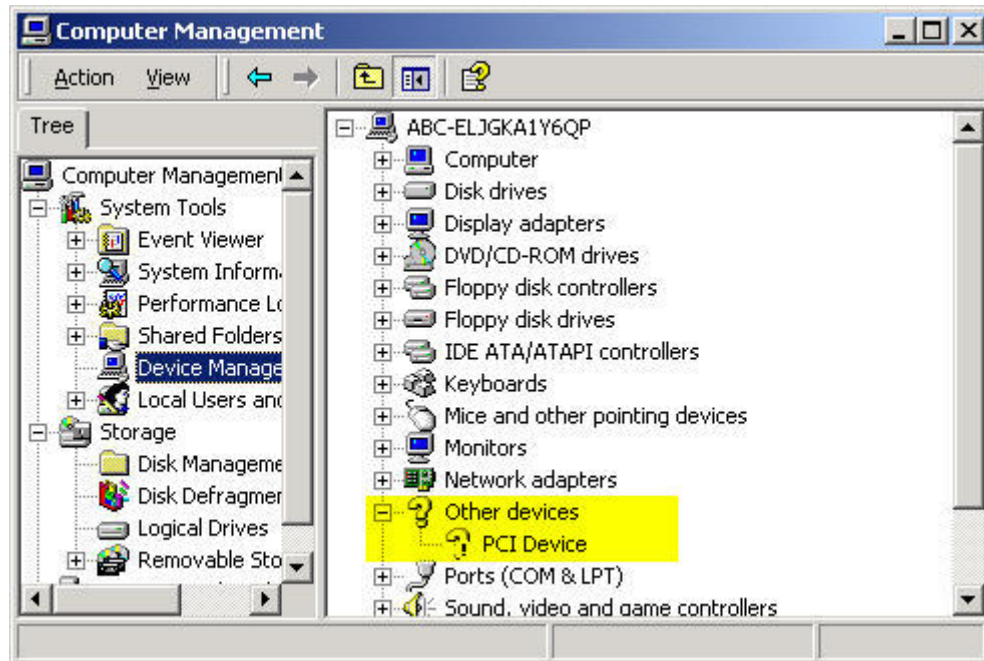 Computer Management
Action View
Tree
Computer Management
System Tools
Event Viewer
System Inform
Performance Lo
Shared Folders
Device Manage
Local Users and
Storage
Disk Manageme
Disk Defragmer
Logical Drives
Removable Sto
ABC-ELJGKA1Y6QP
Computer
Disk drives
Display adapters
DVD/CD-ROM drives
Floppy disk controllers
Floppy disk drives
IDE ATA/ATAPI controllers
Keyboards
Mice and other pointing devices
Monitors
Network adapters
Other devices
PCI Device
Ports (COM & LPT)
Sound, video and game controllers